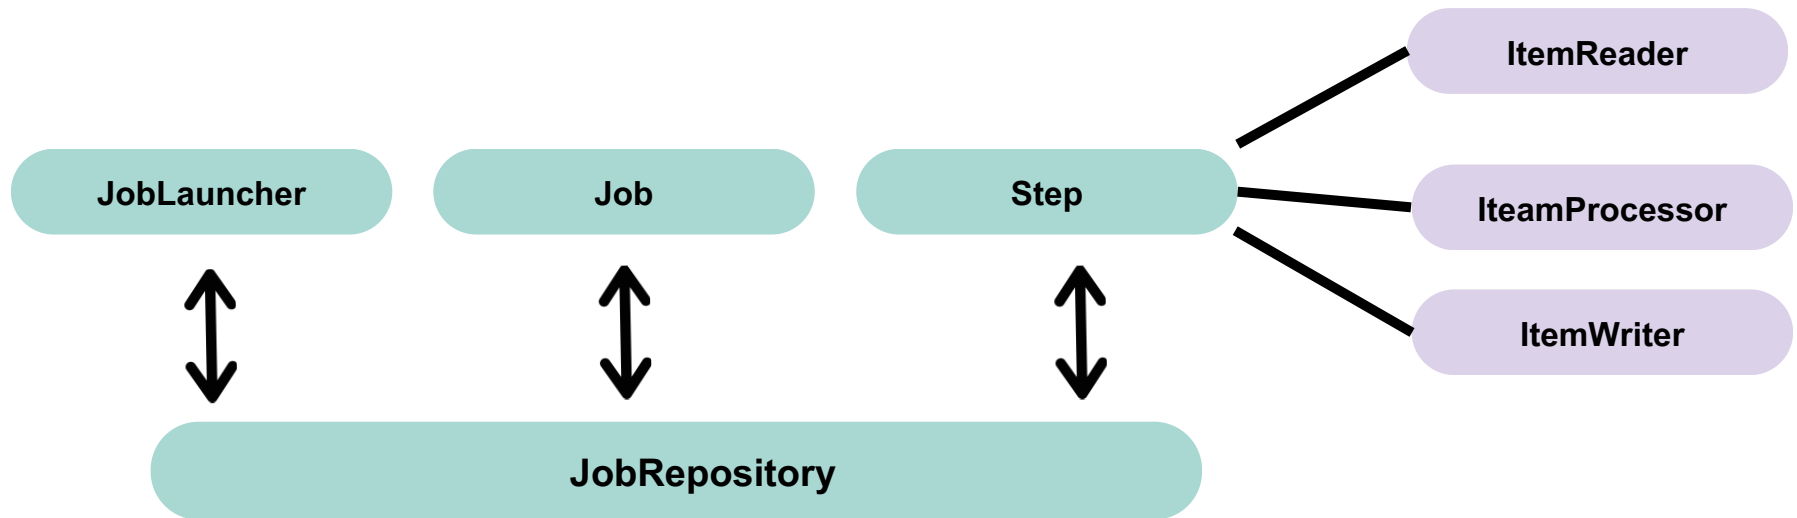 ItemReader
JobLauncher
Job
Step
IteamProcessor
ItemWriter
JobRepository